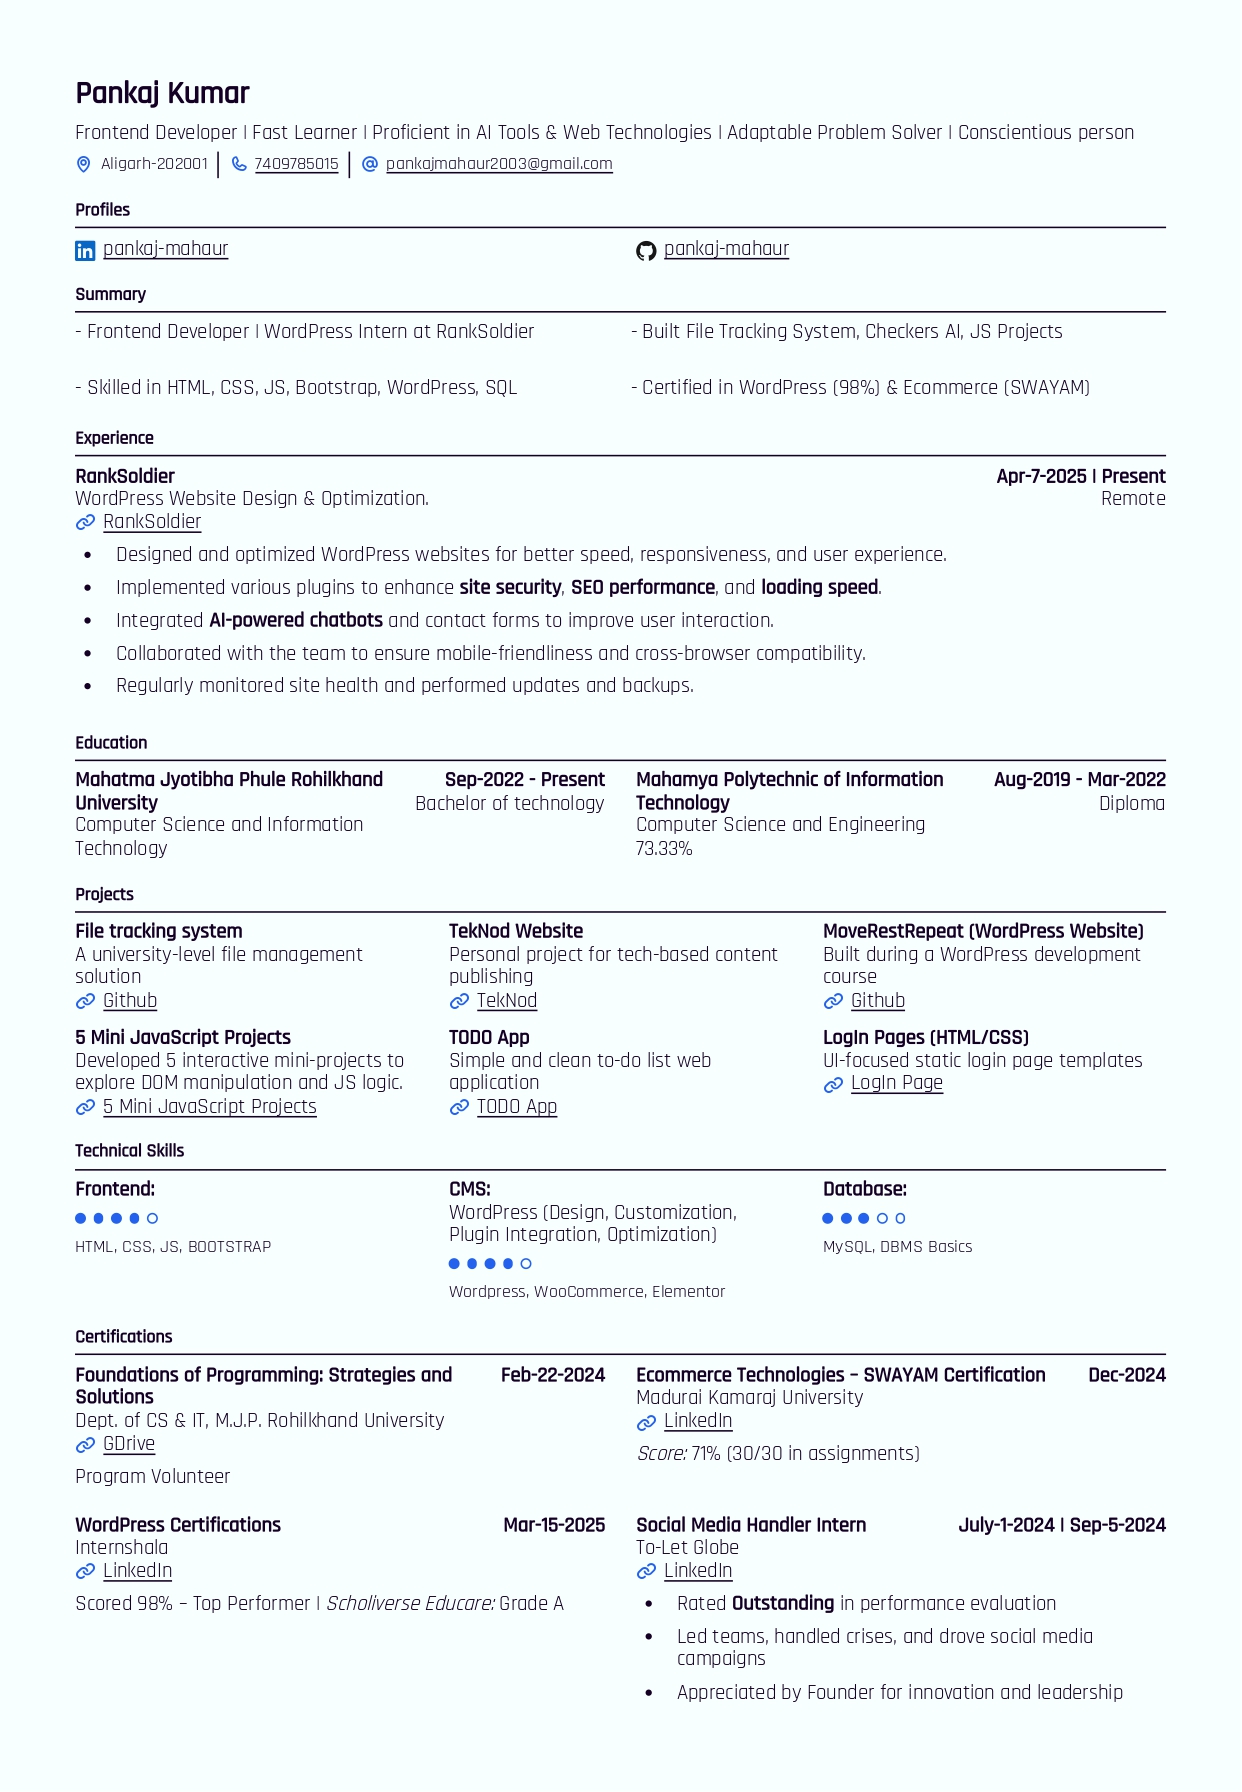 Pankaj Kumar
Frontend Developer | Fast Learner | Proficient in AI Tools & Web Technologies | Adaptable Problem Solver | Conscientious person
Aligarh-202001 | 7409785015 | pankajmahaur2003@gmail.com
Profiles
pankaj-mahaur
pankaj-mahaur
Summary
- Frontend Developer | WordPress Intern at RankSoldier
- Built File Tracking System, Checkers AI, JS Projects
- Skilled in HTML, CSS, JS, Bootstrap, WordPress, SQL
- Certified in WordPress (98%) & Ecommerce (SWAYAM)
Experience
RankSoldier
Apr-7-2025 | Present
WordPress Website Design & Optimization.
Remote
RankSoldier
• Designed and optimized WordPress websites for better speed, responsiveness, and user experience.
• Implemented various plugins to enhance site security, SEO performance, and loading speed.
• Integrated AI-powered chatbots and contact forms to improve user interaction.
• Collaborated with the team to ensure mobile-friendliness and cross-browser compatibility.
• Regularly monitored site health and performed updates and backups.
Education
Mahatma Jyotibha Phule Rohilkhand
University
Sep-2022 - Present
Bachelor of technology
Computer Science and Information
Technology
Mahamya Polytechnic of Information
Technology
Aug-2019 - Mar-2022
Diploma
Computer Science and Engineering
73.33%
Projects
File tracking system
A university-level file management
solution
Github
TekNod Website
Personal project for tech-based content
publishing
TekNod
MoveRestRepeat (WordPress Website)
Built during a WordPress development
course
Github
5 Mini JavaScript Projects
Developed 5 interactive mini-projects to
explore DOM manipulation and JS logic.
5 Mini JavaScript Projects
TODO App
Simple and clean to-do list web
application
TODO App
LogIn Pages (HTML/CSS)
UI-focused static login page templates
LogIn Page
Technical Skills
Frontend:
HTML, CSS, JS, BOOTSTRAP
CMS:
WordPress (Design, Customization,
Plugin Integration, Optimization)
Wordpress, WooCommerce, Elementor
Database:
MySQL, DBMS Basics
Certifications
Foundations of Programming: Strategies and
Solutions
Feb-22-2024
Dept. of CS & IT, M.J.P. Rohilkhand University
GDrive
Program Volunteer
Ecommerce Technologies – SWAYAM Certification
Dec-2024
Madurai Kamaraj University
LinkedIn
Score: 71% (30/30 in assignments)
WordPress Certifications
Mar-15-2025
Internshala
LinkedIn
Scored 98% – Top Performer | Scholiverse Educare: Grade A
Social Media Handler Intern
July-1-2024 | Sep-5-2024
To-Let Globe
LinkedIn
• Rated Outstanding in performance evaluation
• Led teams, handled crises, and drove social media
campaigns
• Appreciated by Founder for innovation and leadership